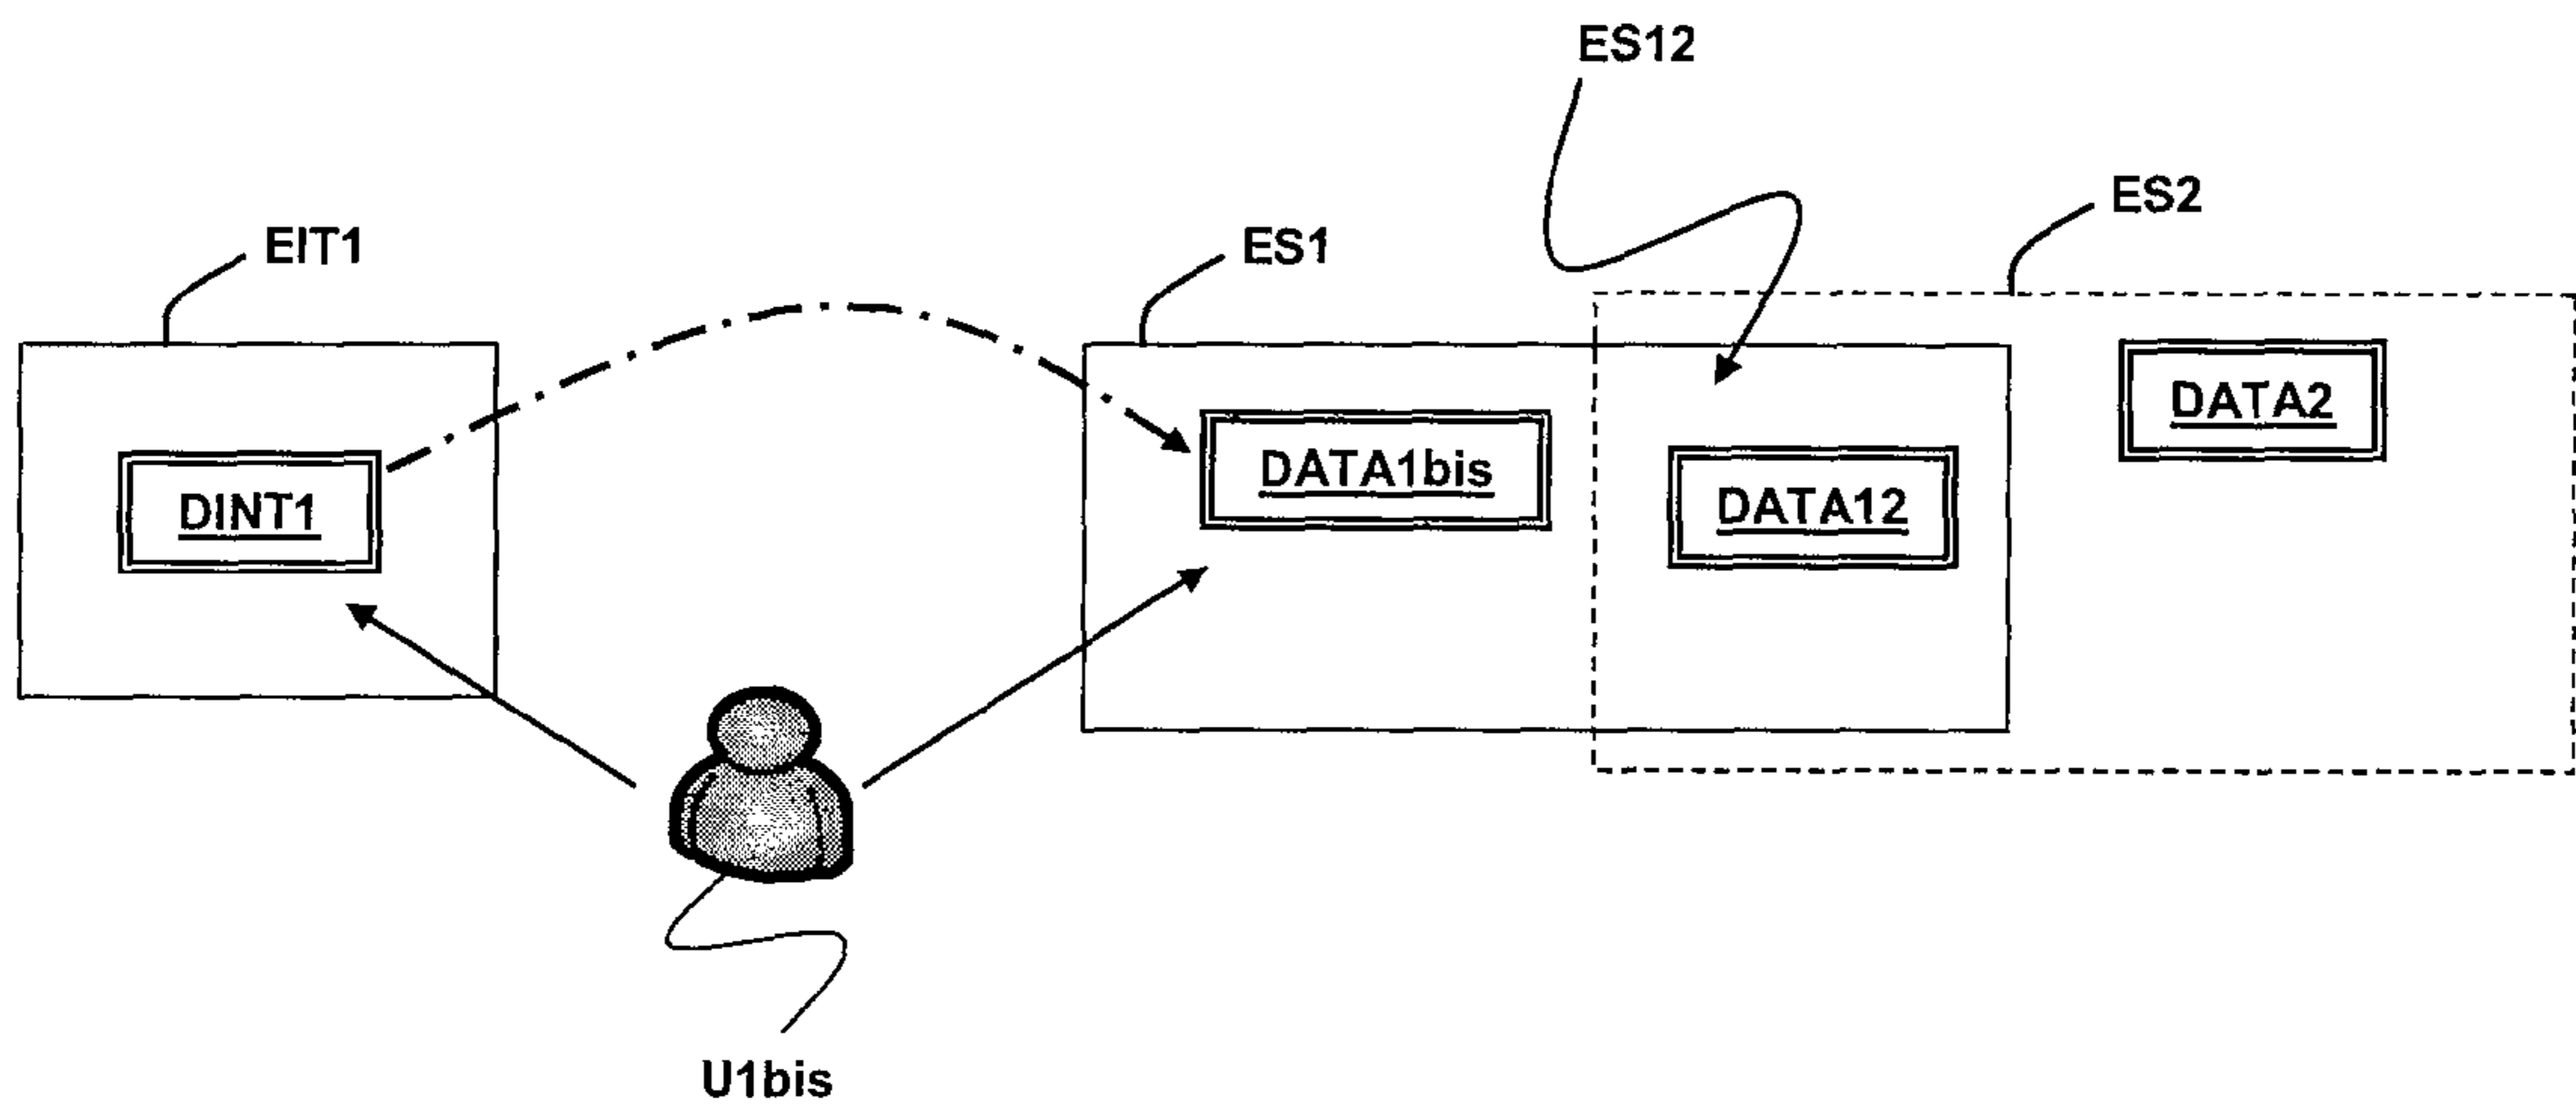 ES12
ES2
EIT1
ES1
DATA2
DATA1bis
DATA12
DINT1
U1bis